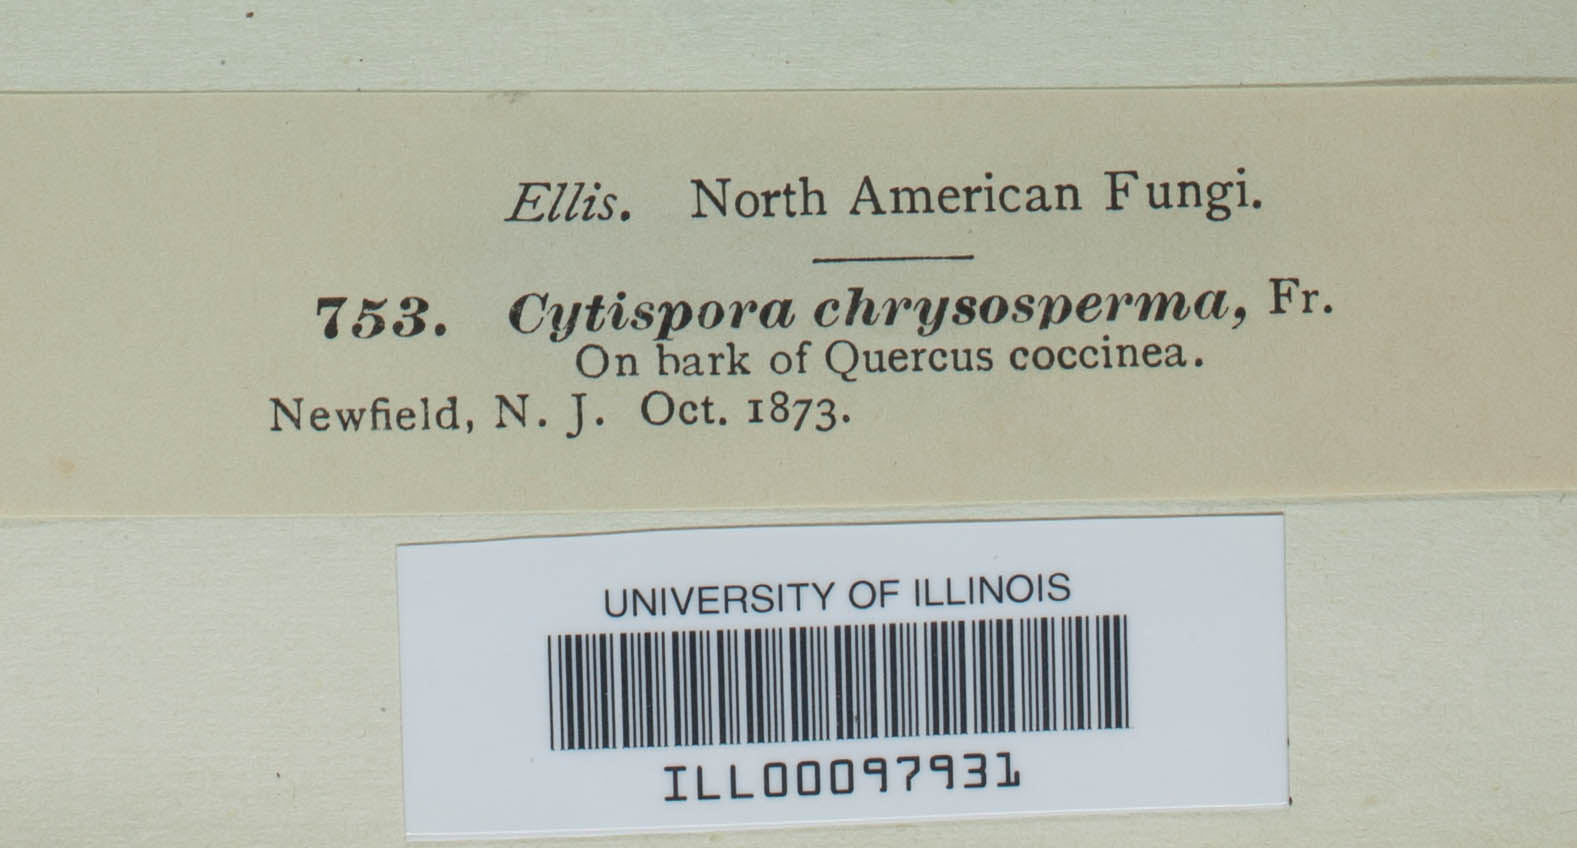 Ellis. North American Fungi.
753. Cytispora chrysosperma, Fr.
On bark of Quercus coccinea.
Newfield, N. J. Oct. 1873.
UNIVERSITY OF ILLINOIS
ILL00097931